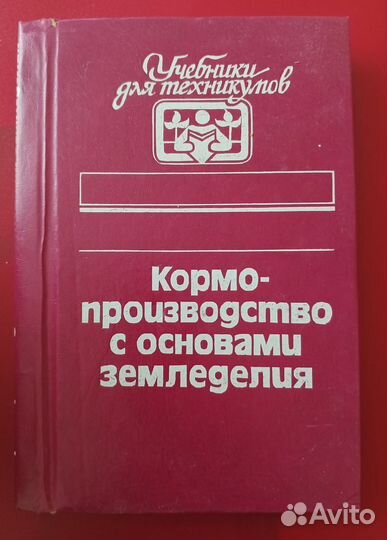 Учебники
для техникумов
Кормо-
производство
с основами
земледелия
Avito